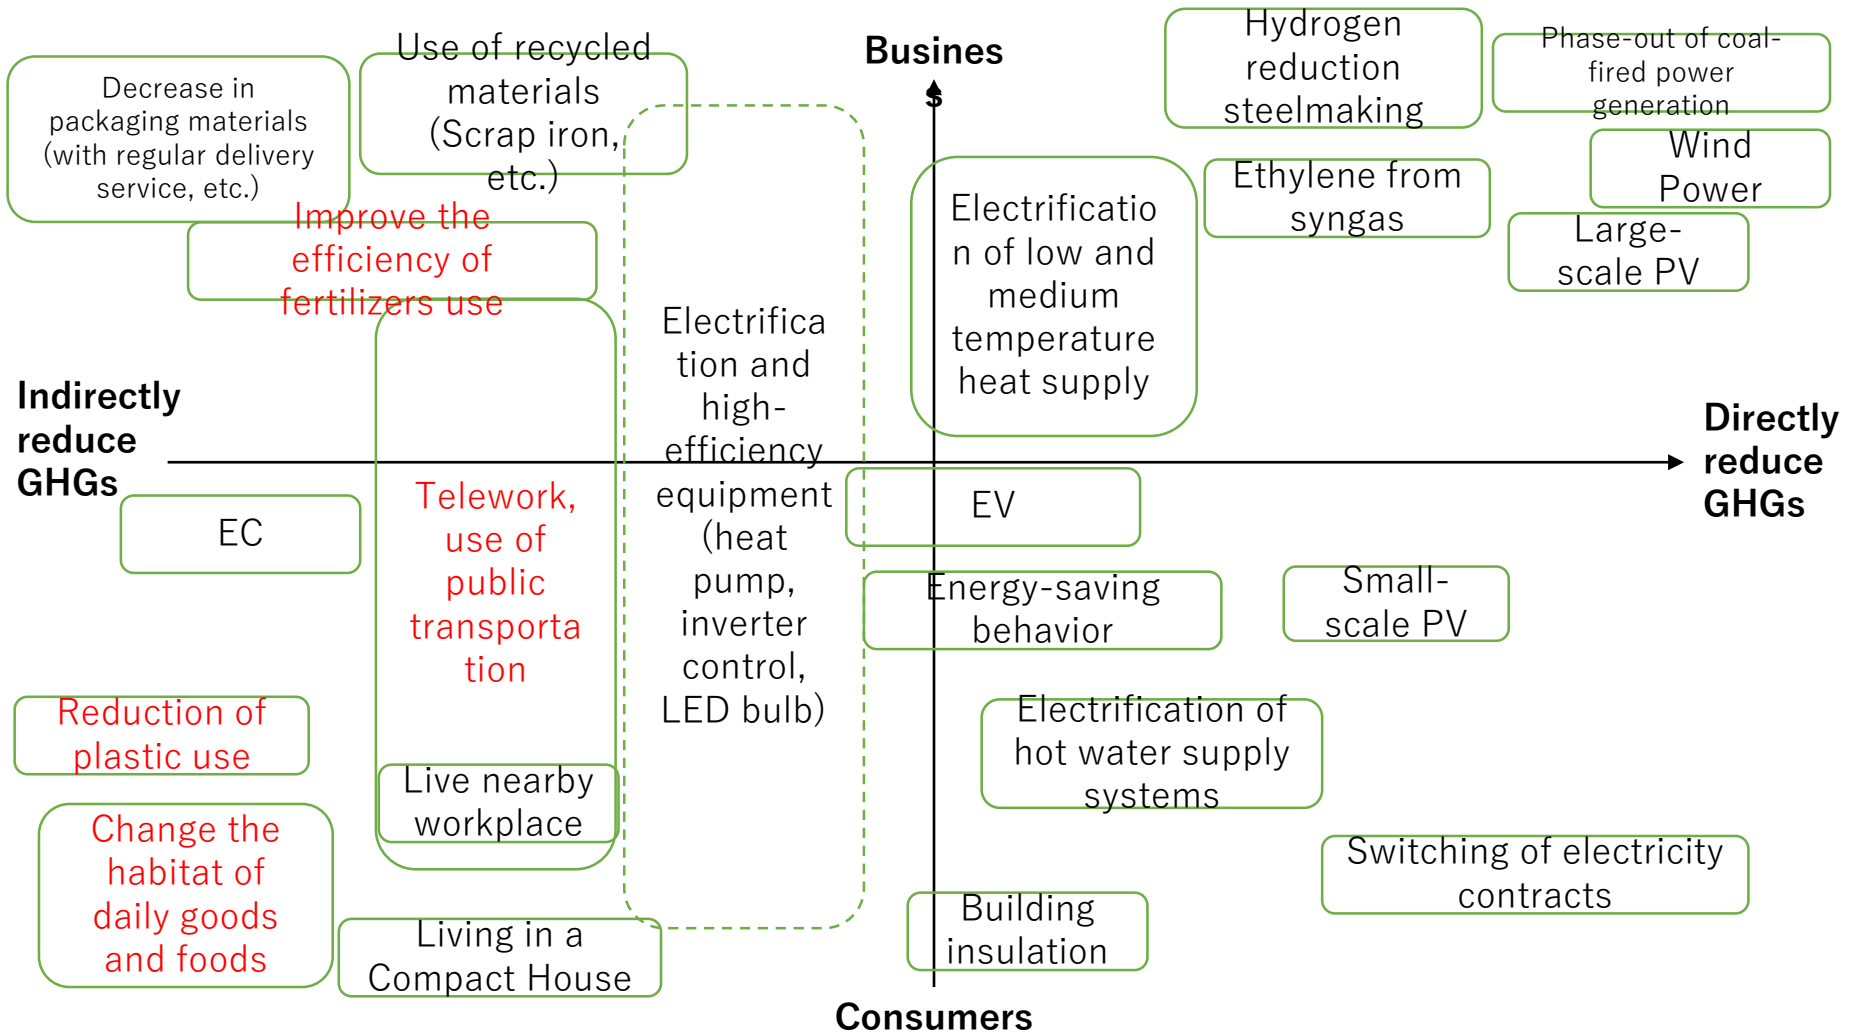 Busines
s
Decrease in
packaging materials
(with regular delivery
service, etc.)
Use of recycled
materials
(Scrap iron,
etc.)
Improve the
efficiency of
fertilizers use
Hydrogen
reduction
steelmaking
Phase-out of coal-
fired power
generation
Wind
Power
Ethylene from
syngas
Large-
scale PV
Electrificatio
n of low and
medium
temperature
heat supply
Electrifica
tion and
high-
efficiency
equipment
(heat
pump,
inverter
control,
LED bulb)
Indirectly
reduce
GHGs
Directly
reduce
GHGs
EC
Telework,
use of
public
transporta
tion
EV
Energy-saving
behavior
Small-
scale PV
Reduction of
plastic use
Live nearby
workplace
Electrification of
hot water supply
systems
Change the
habitat of
daily goods
and foods
Living in a
Compact House
Building
insulation
Switching of electricity
contracts
Consumers